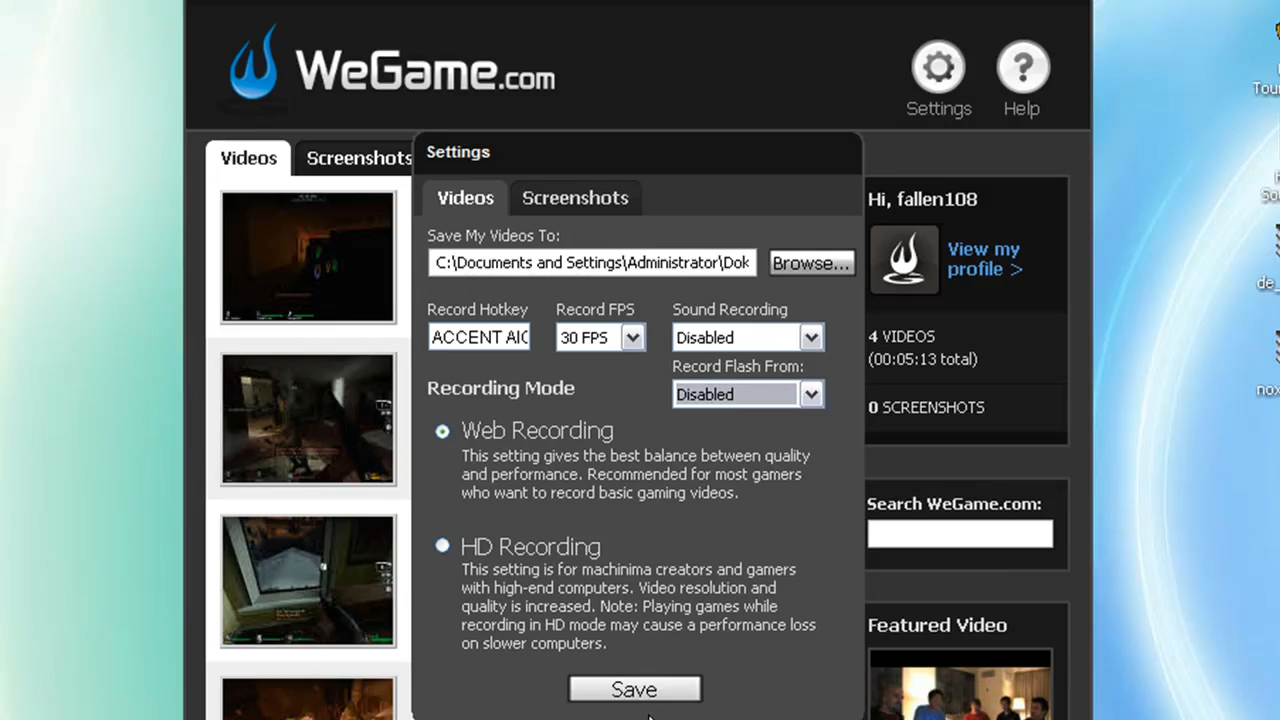 WeGame.com
Settings
Help
Videos
Screenshots
Settings
Videos
Screenshots
Save My Videos To:
C:\Documents and Settings\Administrator\Dok
Browse...
Record Hotkey
Record FPS
Sound Recording
ACCENT AIG
30 FPS
Disabled
Record Flash From:
Disabled
Recording Mode
Web Recording
This setting gives the best balance between quality
and performance. Recommended for most gamers
who want to record basic gaming videos.
HD Recording
This setting is for machinima creators and gamers
with high-end computers. Video resolution and
quality is increased. Note: Playing games while
recording in HD mode may cause a performance loss
on slower computers.
Save
Hi, fallen108
View my
profile >
4 VIDEOS
(00:05:13 total)
0 SCREENSHOTS
Search WeGame.com:
Featured Video
Tour
So
de_
nox